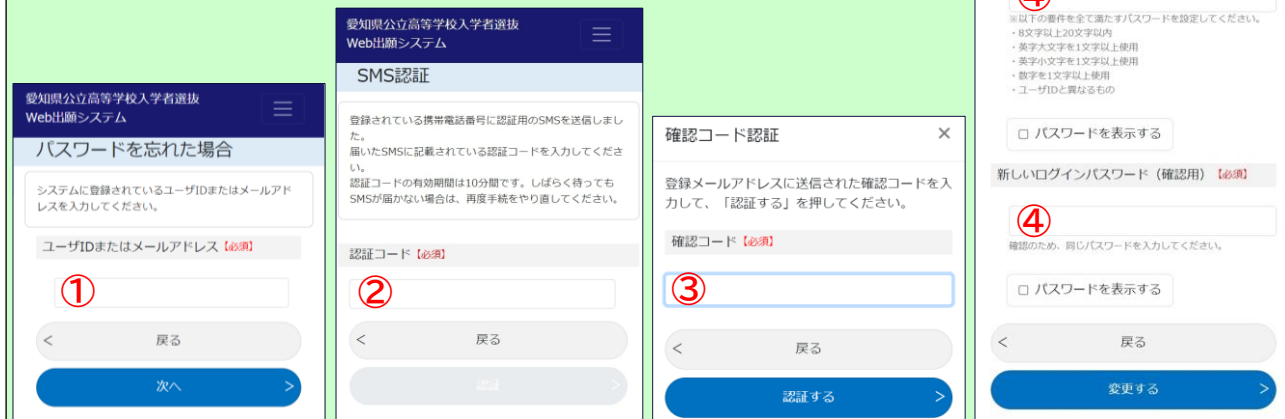 愛知県公立高等学校入学者選抜
Web出願システム
パスワードを忘れた場合
システムに登録されているユーザIDまたはメールアド
レスを入力してください。
ユーザIDまたはメールアドレス【必須】
①
< 戻る
次へ >
愛知県公立高等学校入学者選抜
Web出願システム
SMS認証
登録されている携帯電話番号に認証用のSMSを送信しまし
た。
届いたSMSに記載されている認証コードを入力してくださ
い。
認証コードの有効期間は10分間です。しばらく待っても
SMSが届かない場合は、再度手続をやり直してください。
認証コード【必須】
②
< 戻る
認証 >
確認コード認証 ×
登録メールアドレスに送信された確認コードを入
力して、「認証する」を押してください。
確認コード【必須】
③
< 戻る
認証する >
④
※以下の要件を全て満たすパスワードを設定してください。
・8文字以上20文字以内
・英字大文字を1文字以上使用
・英字小文字を1文字以上使用
・数字を1文字以上使用
・ユーザIDと異なるもの
パスワードを表示する
新しいログインパスワード（確認用）【必須】
④
確認のため、同じパスワードを入力してください。
パスワードを表示する
< 戻る
変更する >